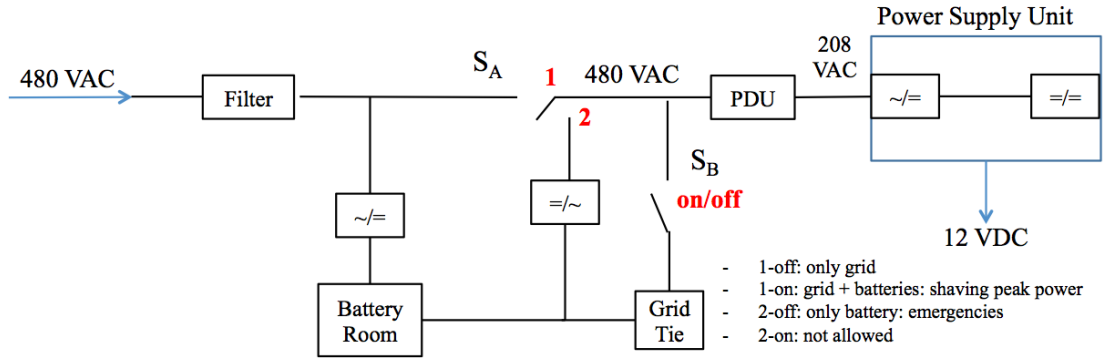 Power Supply Unit
480 VAC
Filter
S_A
1
2
480 VAC
PDU
208
VAC
~/=
=/=
~/=
=/~
S_B
on/off
12 VDC
Battery
Room
Grid
Tie
- 1-off: only grid
- 1-on: grid + batteries: shaving peak power
- 2-off: only battery: emergencies
- 2-on: not allowed